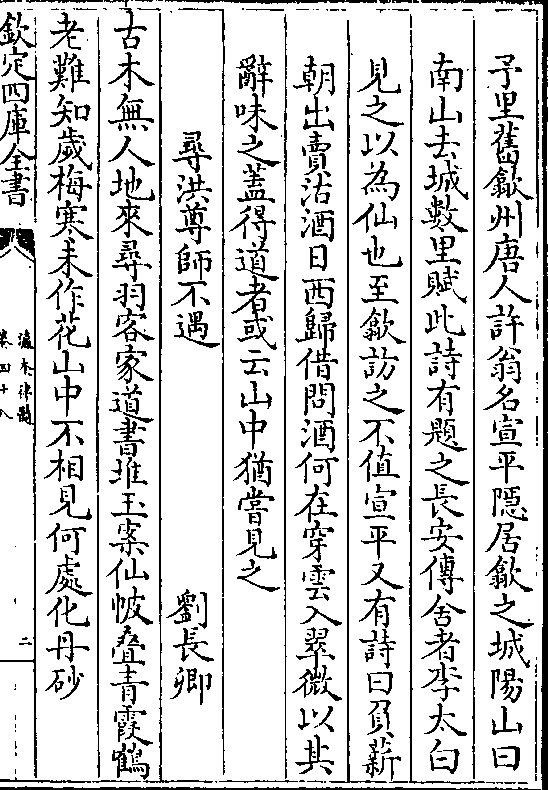 予里舊歙州唐人許翁名宣平隱居歙之城陽山曰
南山去城數里賦此詩有題之長安傳舍者李太白
見之以為仙也至歙訪之不值宣平又有詩曰負薪
朝出賣沽酒日西歸借問酒何在穿雲入翠微以其
辭味之蓋得道者或云山中猶嘗見之
尋洪尊師不遇 劉長卿
古木無人地來尋羽客家道書堆玉案仙帔叠青霞鶴
老難知歲梅寒未作花山中不相見何處化丹砂
欽定四庫全書
瀛奎律髓
卷四十八
二